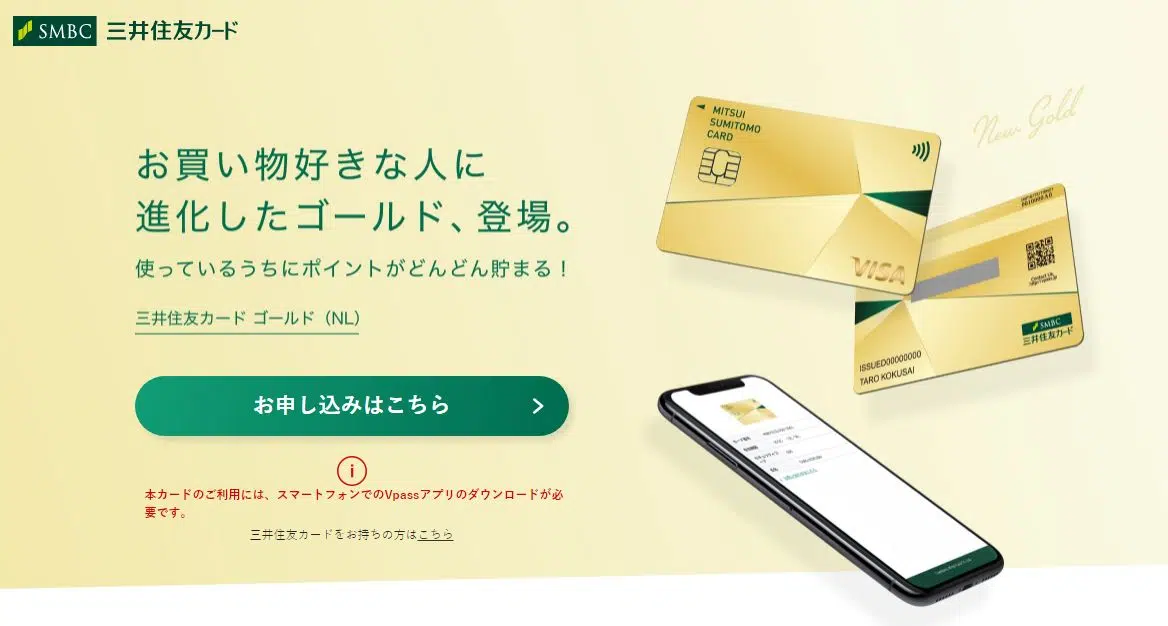 SMBC 三井住友カード
お買い物好きな人に
進化したゴールド、登場。
使っているうちにポイントがどんどん貯まる！
三井住友カード ゴールド（NL）
お申し込みはこちら
本カードのご利用には、スマートフォンでのVpassアプリのダウンロードが必
要です。
三井住友カードをお持ちの方はこちら
New Gold
MITSUI
SUMITOMO
CARD
VISA
SMBC
三井住友カード
ISSUED00000000
TARO KOKUSAI